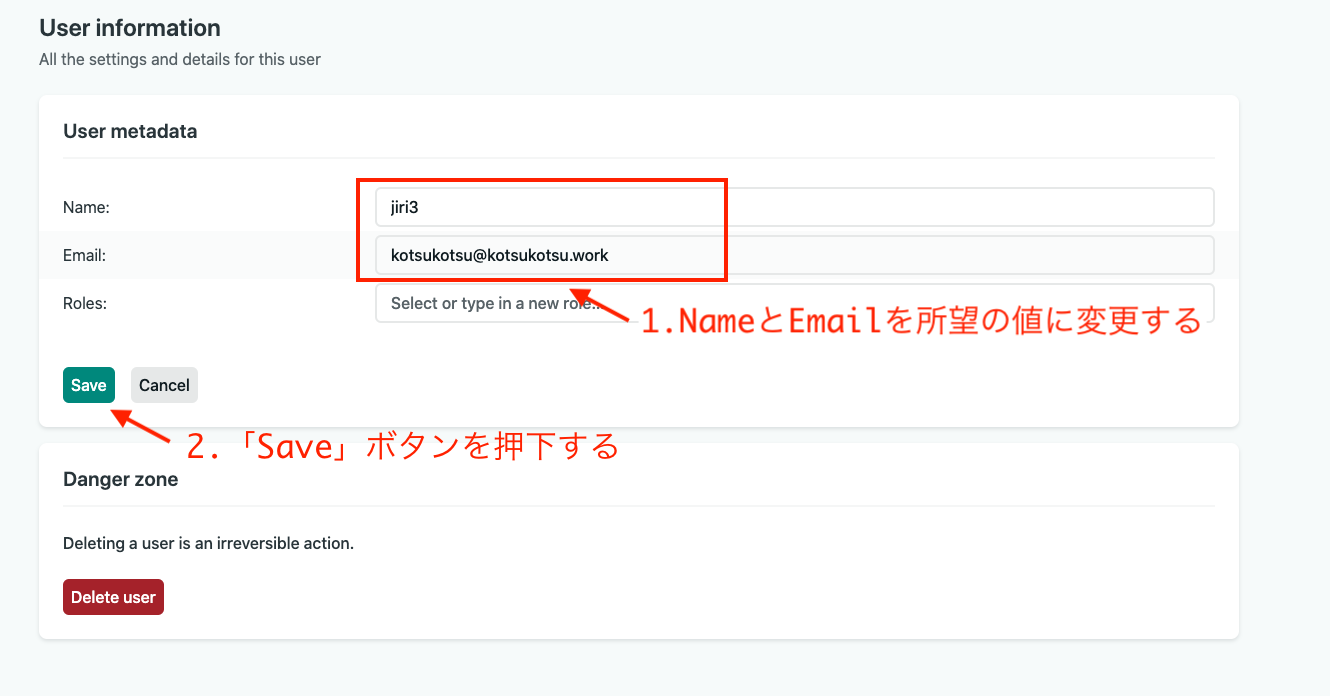 User information
All the settings and details for this user
User metadata
Name:
jiri3
Email:
kotsukotsu@kotsukotsu.work
Roles:
Select or type in a new role...
1.NameとEmailを所望の値に変更する
Save
Cancel
2.「Save」ボタンを押下する
Danger zone
Deleting a user is an irreversible action.
Delete user